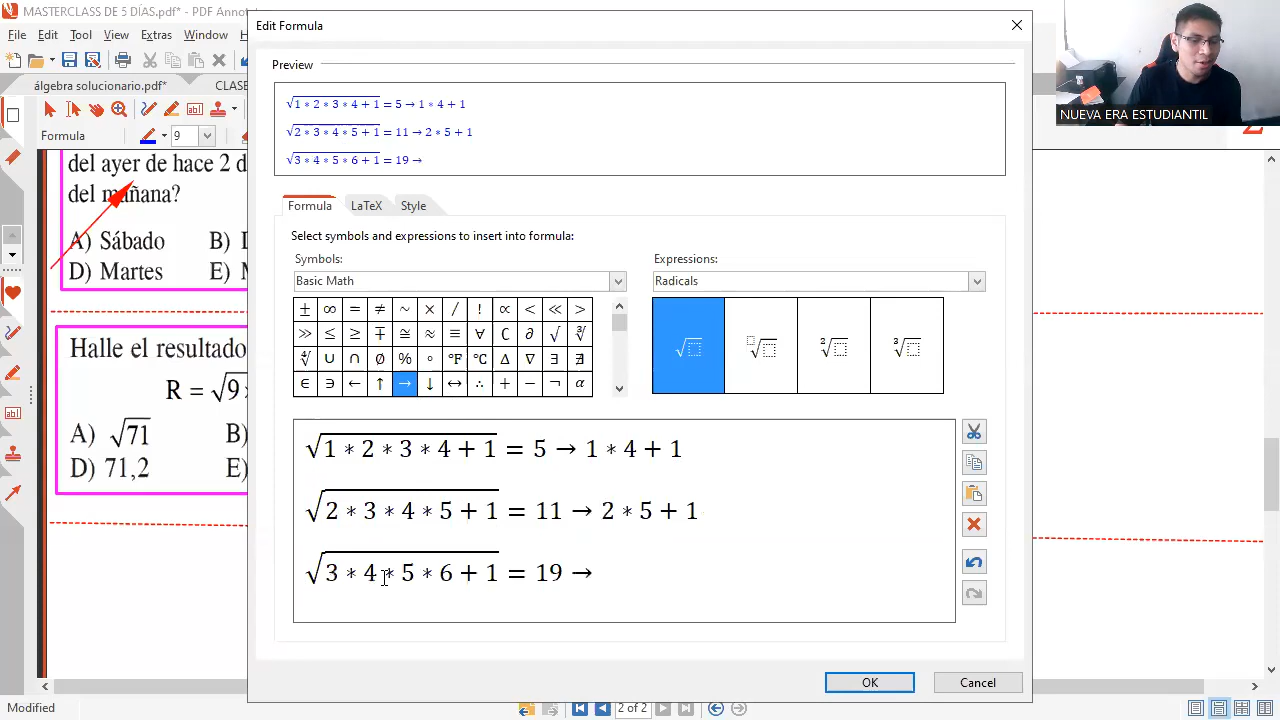 MASTERCLASS DE 5 DÍAS.pdf* - PDF Annot
File Edit Tool View Extras Window
álgebra solucionario.pdf* CLASE
Formula 9
NUEVA ERA ESTUDIANTIL
del ayer de hace 2 d
del mañana?
A) Sábado B)
D) Martes E)
Halle el resultado
R = √9
A) √71 B)
D) 71,2 E)
Edit Formula
Preview
√1 * 2 * 3 * 4 + 1 = 5 → 1 * 4 + 1
√2 * 3 * 4 * 5 + 1 = 11 → 2 * 5 + 1
√3 * 4 * 5 * 6 + 1 = 19 →
Formula LaTeX Style
Select symbols and expressions to insert into formula:
Symbols: Expressions:
Basic Math Radicals
± ∞ = ≠ ~ × / ! ∝ < ≪ >
≫ ≤ ≥ ∓ ≅ ≈ ≡ ∀ ∁ ∂ √ ∛
∜ ∪ ∩ ∅ % ° °F °C ∆ ∇ ∃ ∄
∈ ∋ ← ↑ → ↓ ↔ ∴ + − ¬ α
√ √ 2√ 3√
√1 * 2 * 3 * 4 + 1 = 5 → 1 * 4 + 1
√2 * 3 * 4 * 5 + 1 = 11 → 2 * 5 + 1
√3 * 4 * 5 * 6 + 1 = 19 →
OK Cancel
Modified 2 of 2